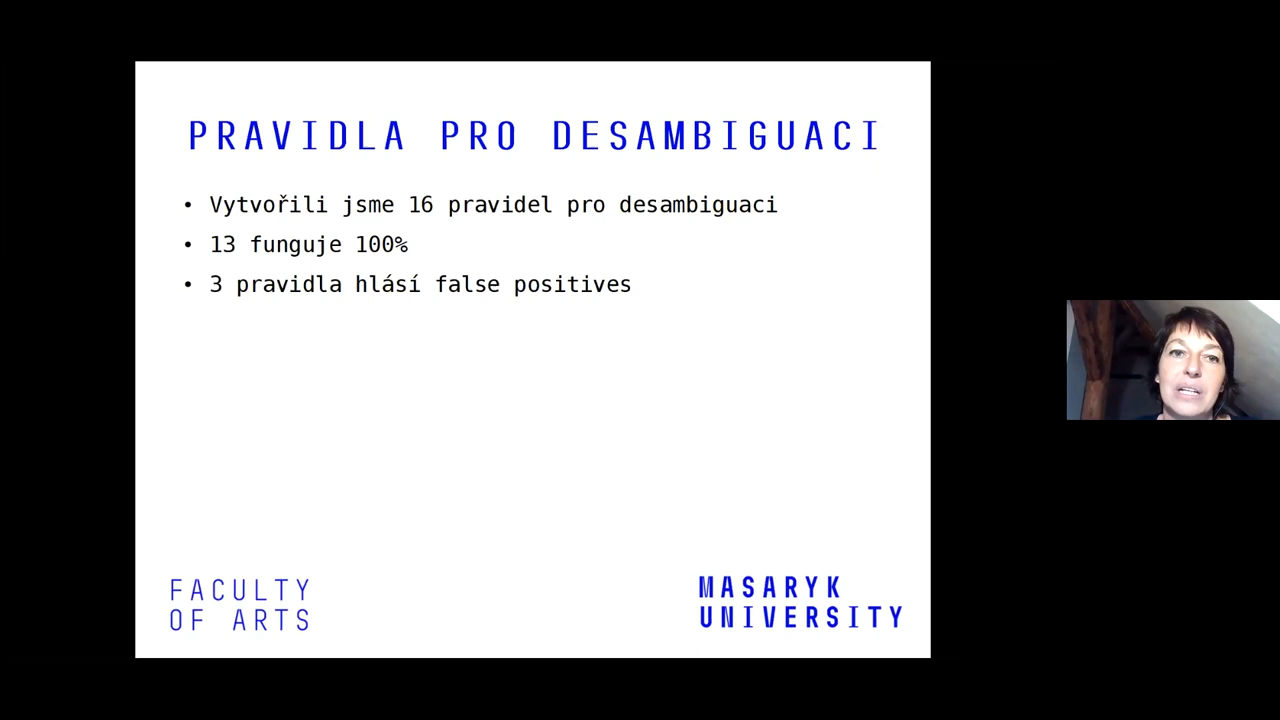 PRAVIDLA PRO DESAMBIGUACI
• Vytvořili jsme 16 pravidel pro desambiguaci
• 13 funguje 100%
• 3 pravidla hlásí false positives
FACULTY
OF ARTS
MASARYK
UNIVERSITY